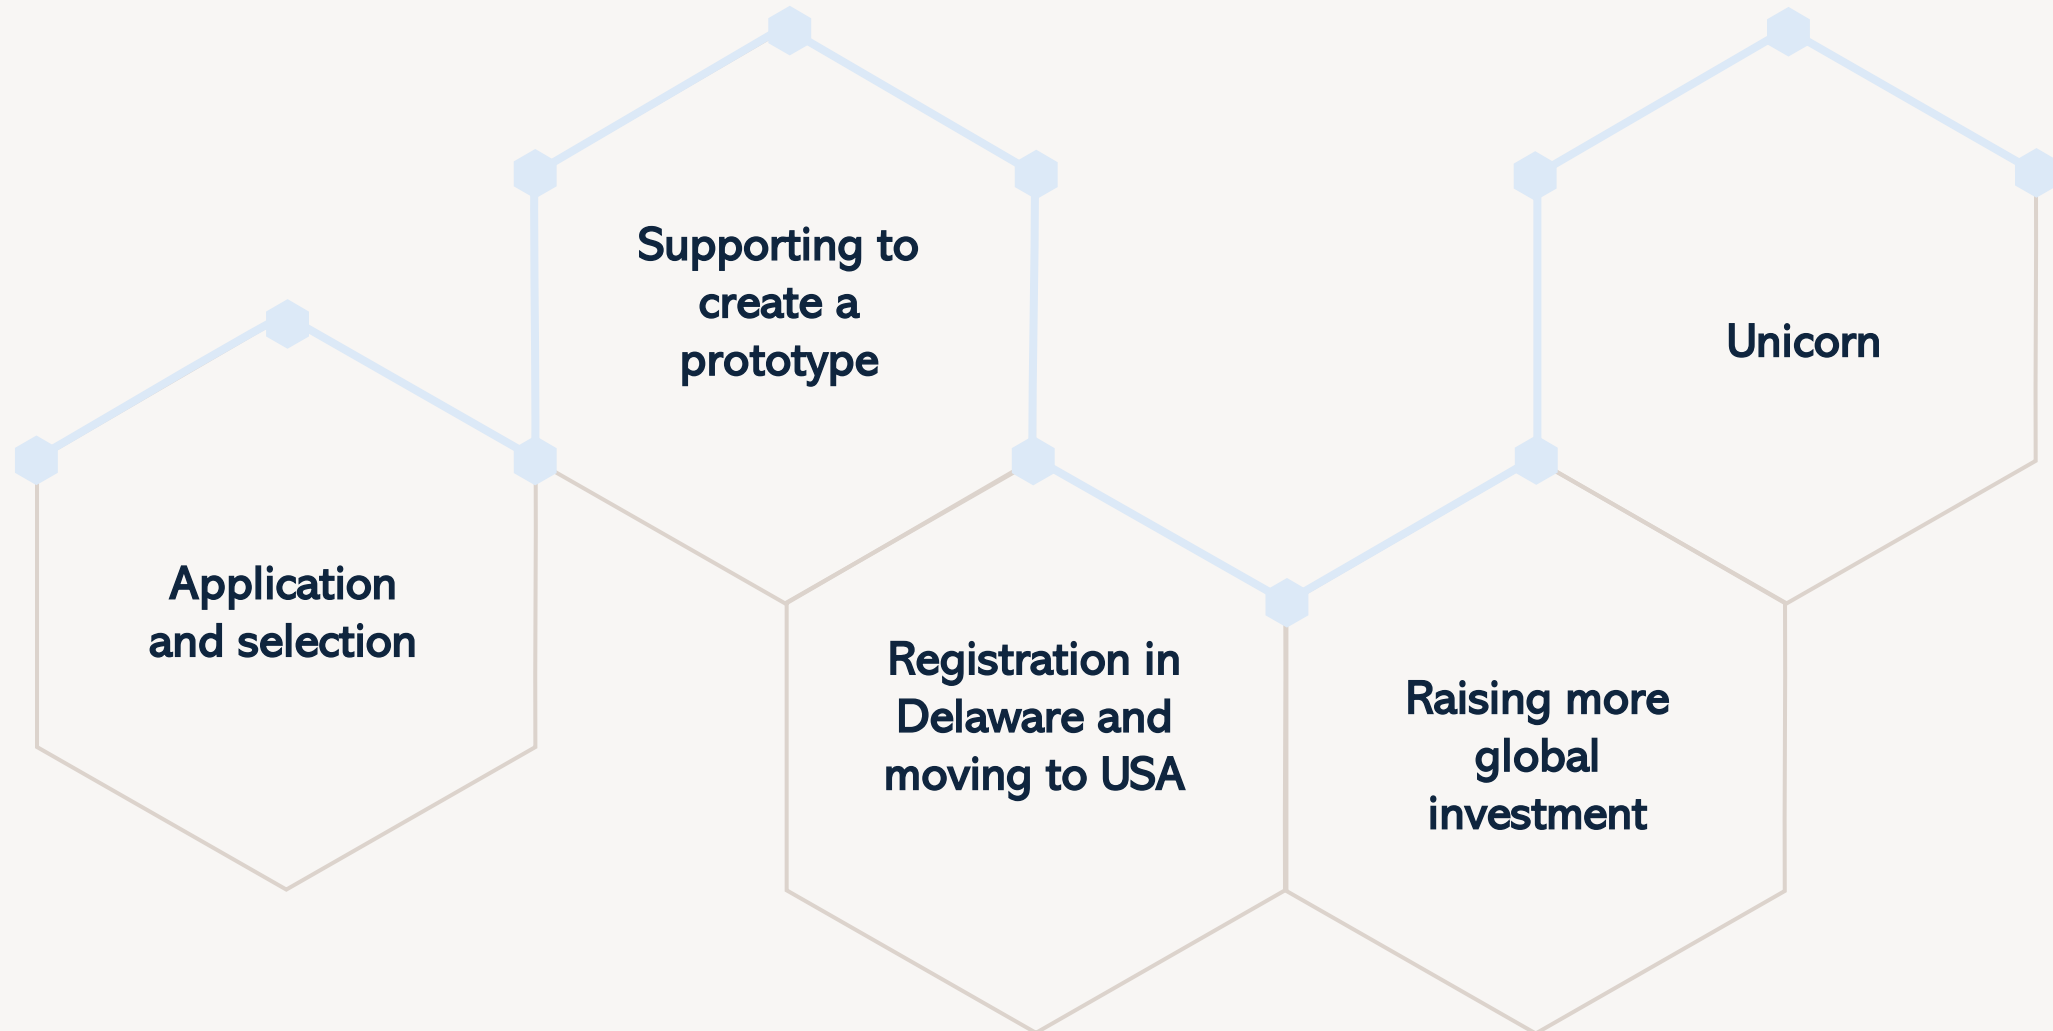 Application
and selection
Supporting to
create a
prototype
Registration in
Delaware and
moving to USA
Raising more
global
investment
Unicorn